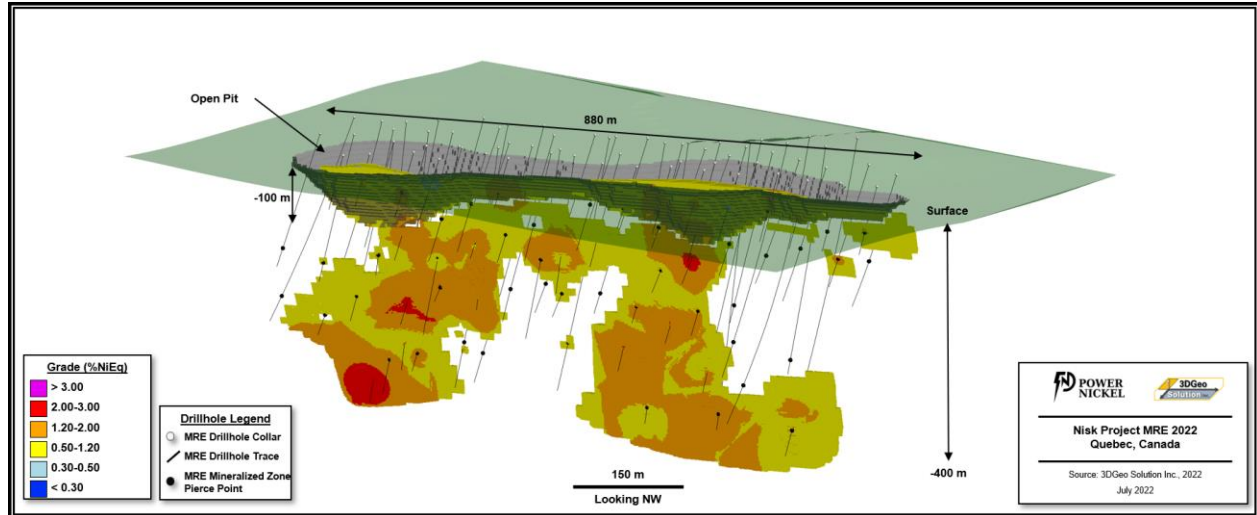 Open Pit
880 m
-100 m
Surface
-400 m
Grade (%NiEq)
> 3.00
2.00-3.00
1.20-2.00
0.50-1.20
0.30-0.50
< 0.30
Drillhole Legend
MRE Drillhole Collar
MRE Drillhole Trace
MRE Mineralized Zone
Pierce Point
150 m
Looking NW
POWER
NICKEL
3DGeo
Solution
Nisk Project MRE 2022
Quebec, Canada
Source: 3DGeo Solution Inc., 2022
July 2022